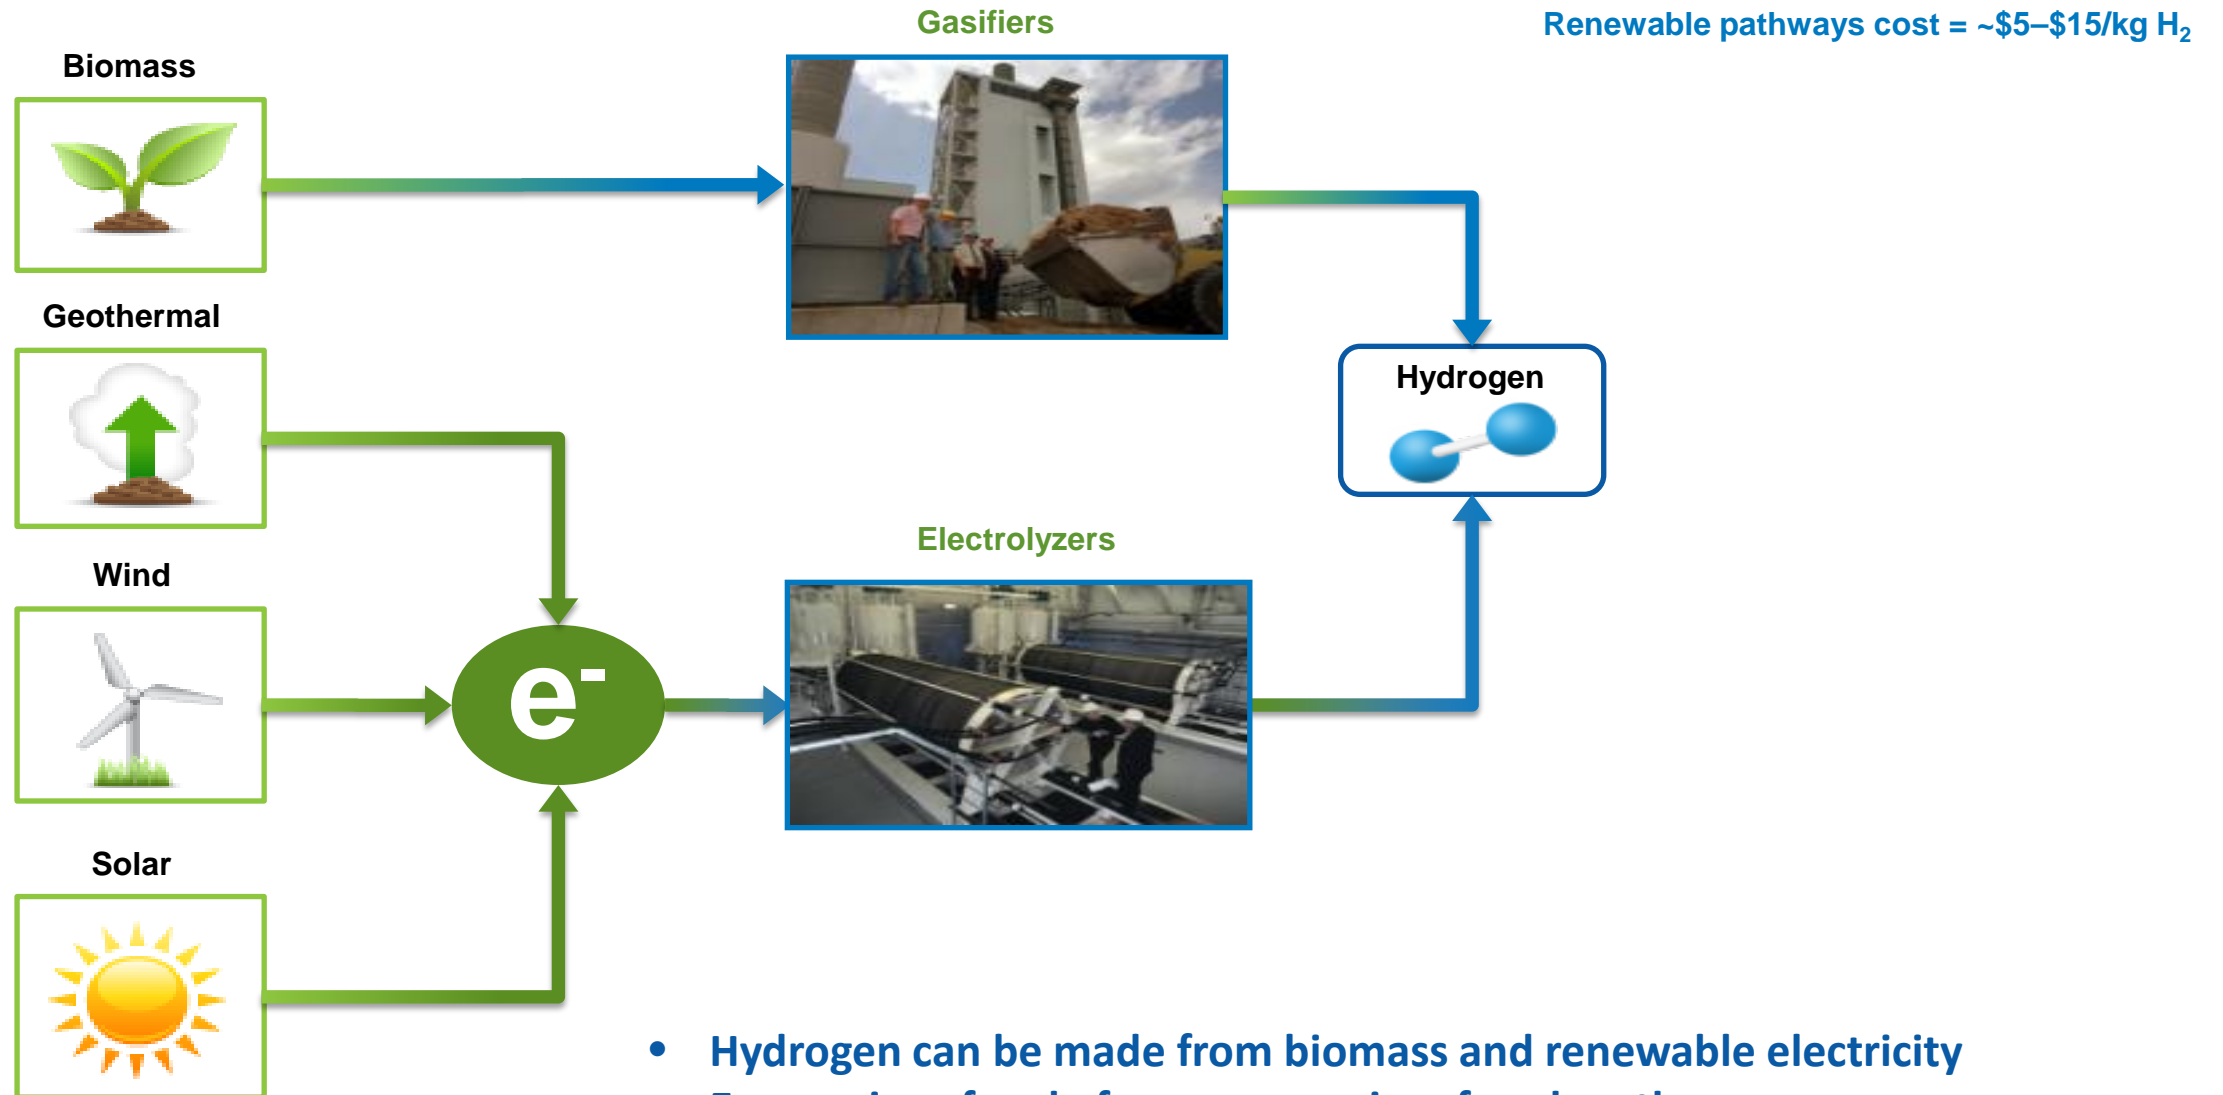 Gasifiers
Renewable pathways cost = ~$5–$15/kg H₂
Biomass
Geothermal
Hydrogen
Electrolyzers
Wind
e⁻
Solar
• Hydrogen can be made from biomass and renewable electricity